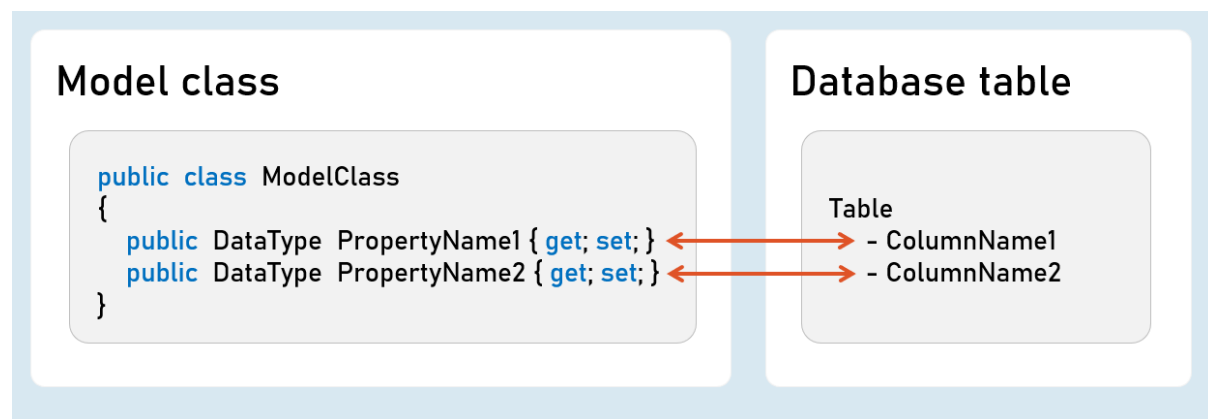 Model class
public class ModelClass
{
public DataType PropertyName1 { get; set; }
public DataType PropertyName2 { get; set; }
}
Database table
Table
- ColumnName1
- ColumnName2